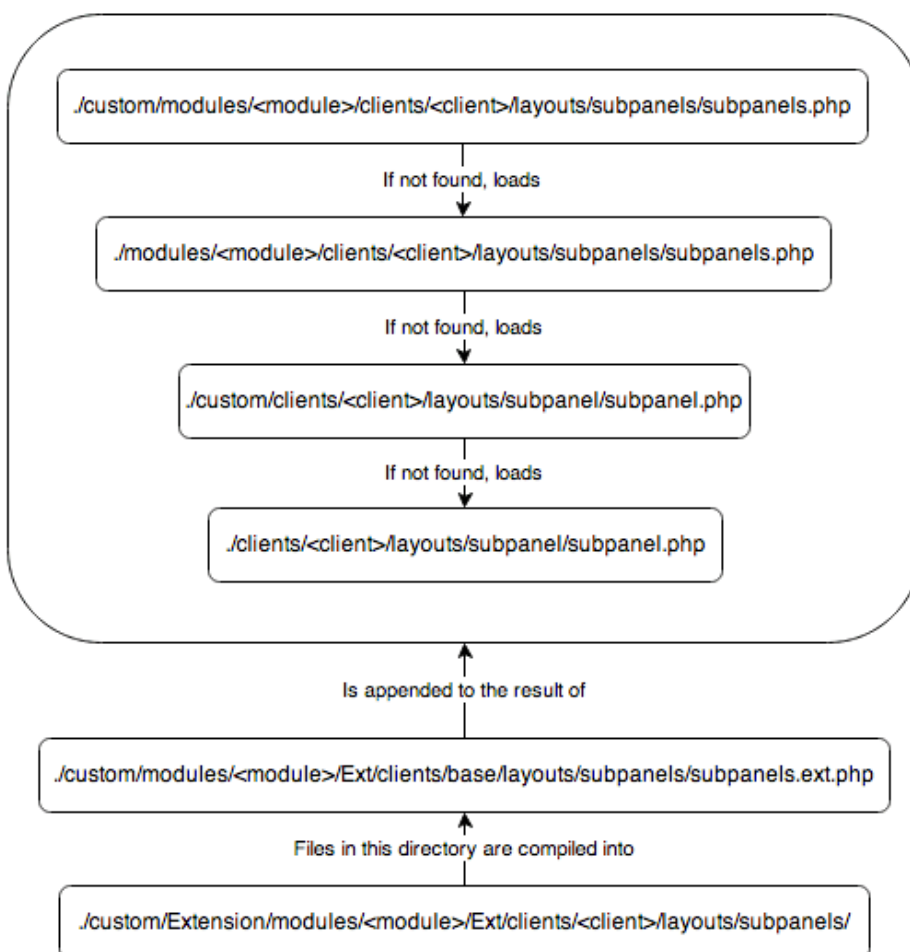 ./custom/modules/<module>/clients/<client>/layouts/subpanels/subpanels.php
If not found, loads
./modules/<module>/clients/<client>/layouts/subpanels/subpanels.php
If not found, loads
./custom/clients/<client>/layouts/subpanel/subpanel.php
If not found, loads
./clients/<client>/layouts/subpanel/subpanel.php
Is appended to the result of
./custom/modules/<module>/Ext/clients/base/layouts/subpanels/subpanels.ext.php
Files in this directory are compiled into
./custom/Extension/modules/<module>/Ext/clients/<client>/layouts/subpanels/